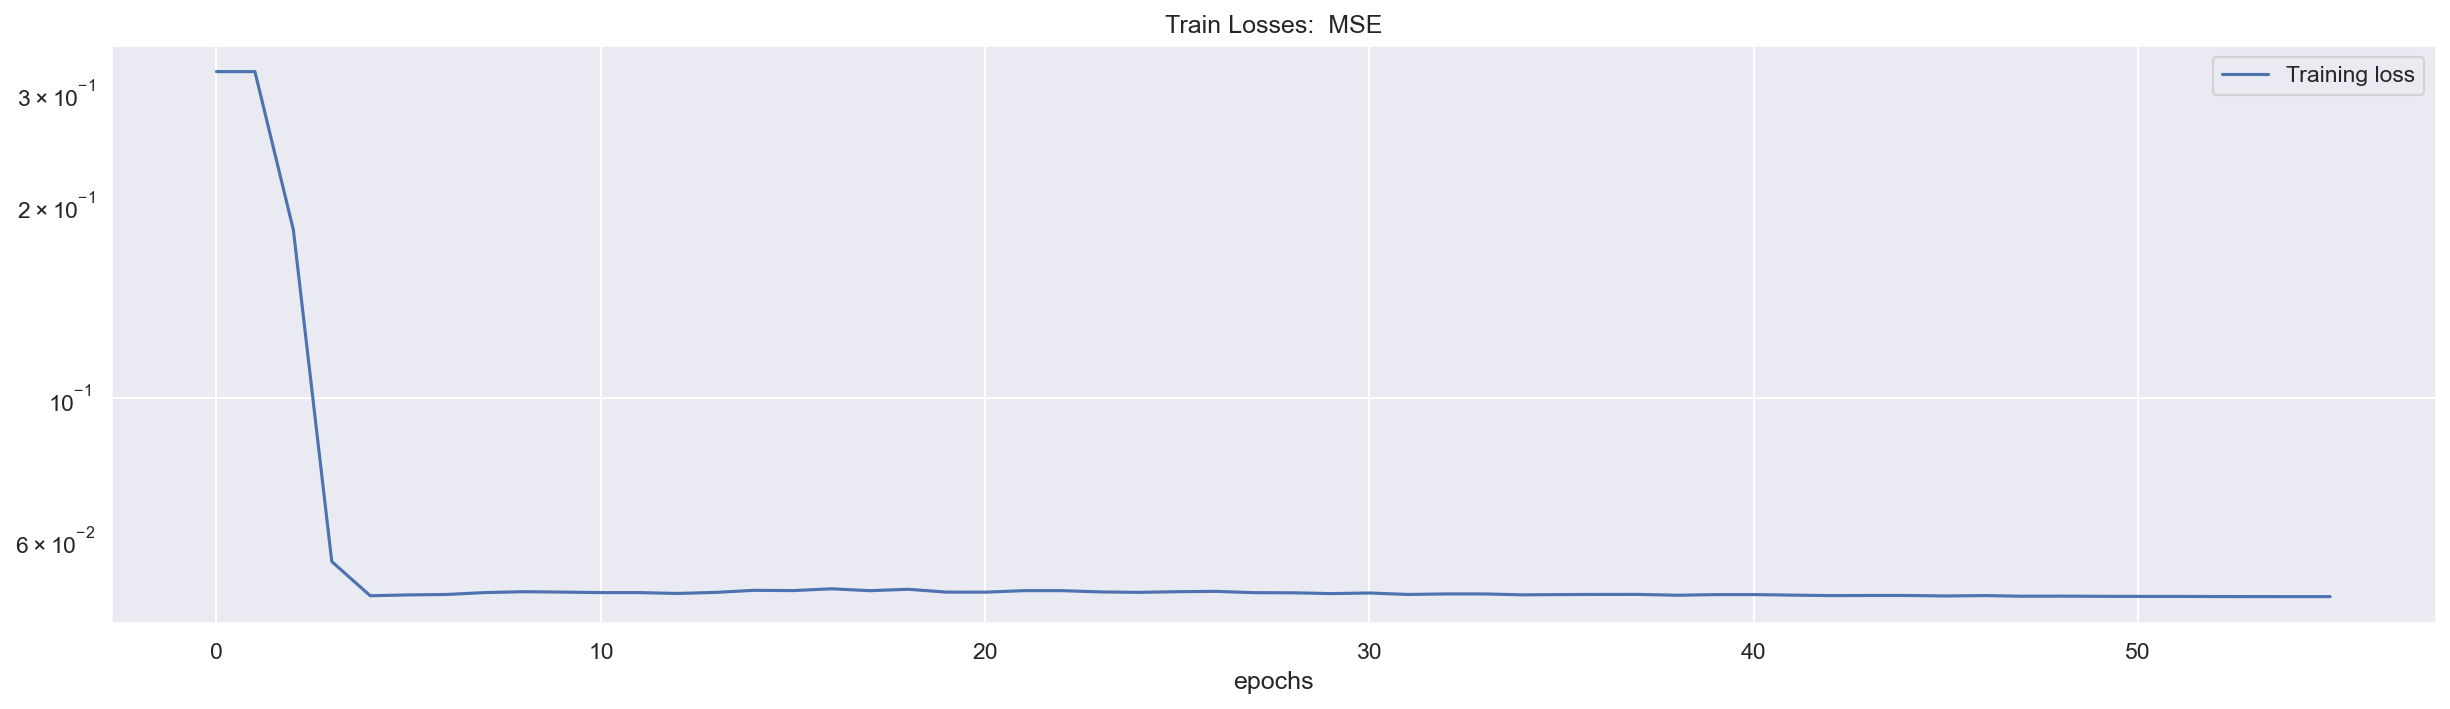 Train Losses:  MSE
Training loss
3 × 10⁻¹
2 × 10⁻¹
10⁻¹
6 × 10⁻²
0 10 20 30 40 50
epochs